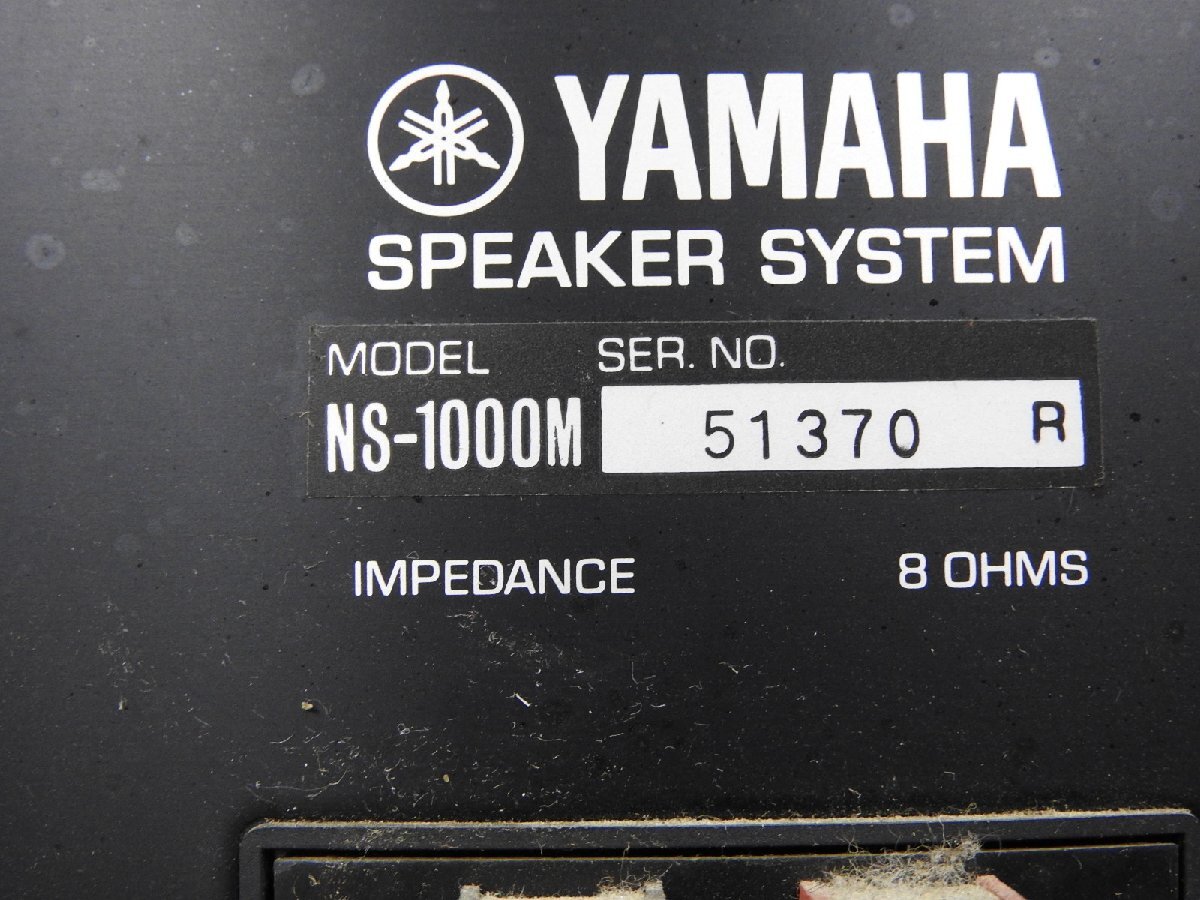 YAMAHA
SPEAKER SYSTEM
MODEL SER. NO.
NS-1000M 51370 R
IMPEDANCE 8 OHMS